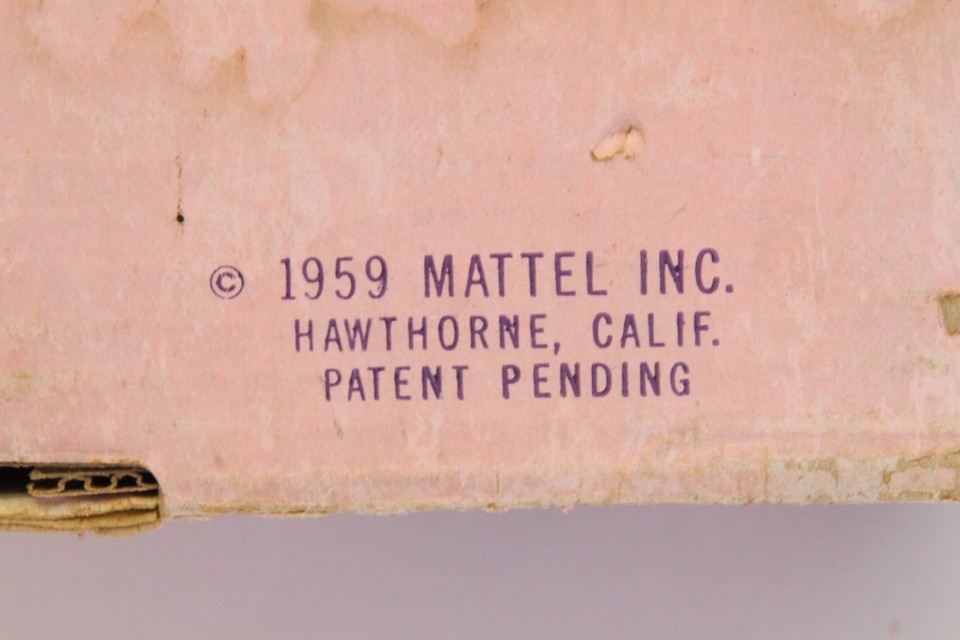 © 1959 MATTEL INC.
HAWTHORNE, CALIF.
PATENT PENDING